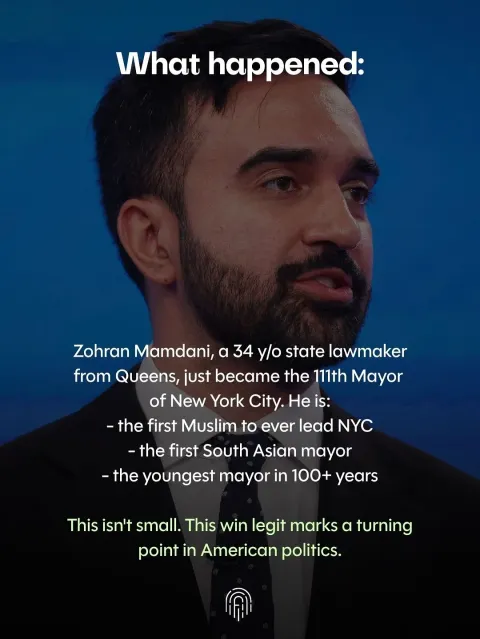 What happened:
Zohran Mamdani, a 34 y/o state lawmaker
from Queens, just became the 111th Mayor
of New York City. He is:
- the first Muslim to ever lead NYC
- the first South Asian mayor
- the youngest mayor in 100+ years
This isn't small. This win legit marks a turning
point in American politics.